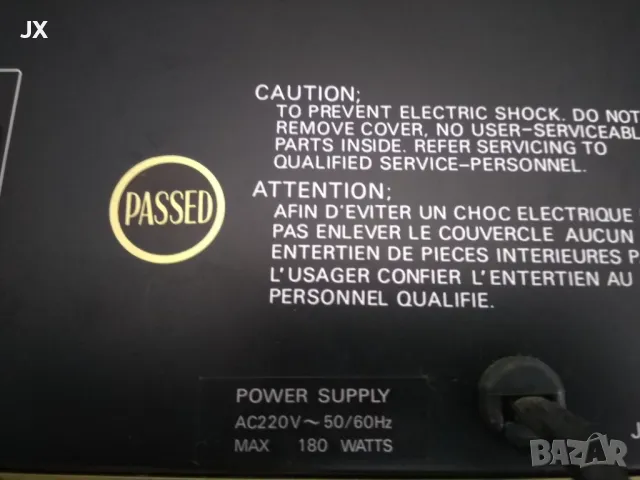 JX
CAUTION;
TO PREVENT ELECTRIC SHOCK. DO NOT
REMOVE COVER, NO USER-SERVICEABL
PARTS INSIDE. REFER SERVICING TO
QUALIFIED SERVICE-PERSONNEL.
PASSED
ATTENTION;
AFIN D'EVITER UN CHOC ELECTRIQUE
PAS ENLEVER LE COUVERCLE AUCUN
ENTERTIEN DE PIECES INTERIEURES P
L'USAGER CONFIER L'ENTERTIEN AU
PERSONNEL QUALIFIE.
POWER SUPPLY
AC220V~50/60Hz
MAX 180 WATTS
J
BAZAR